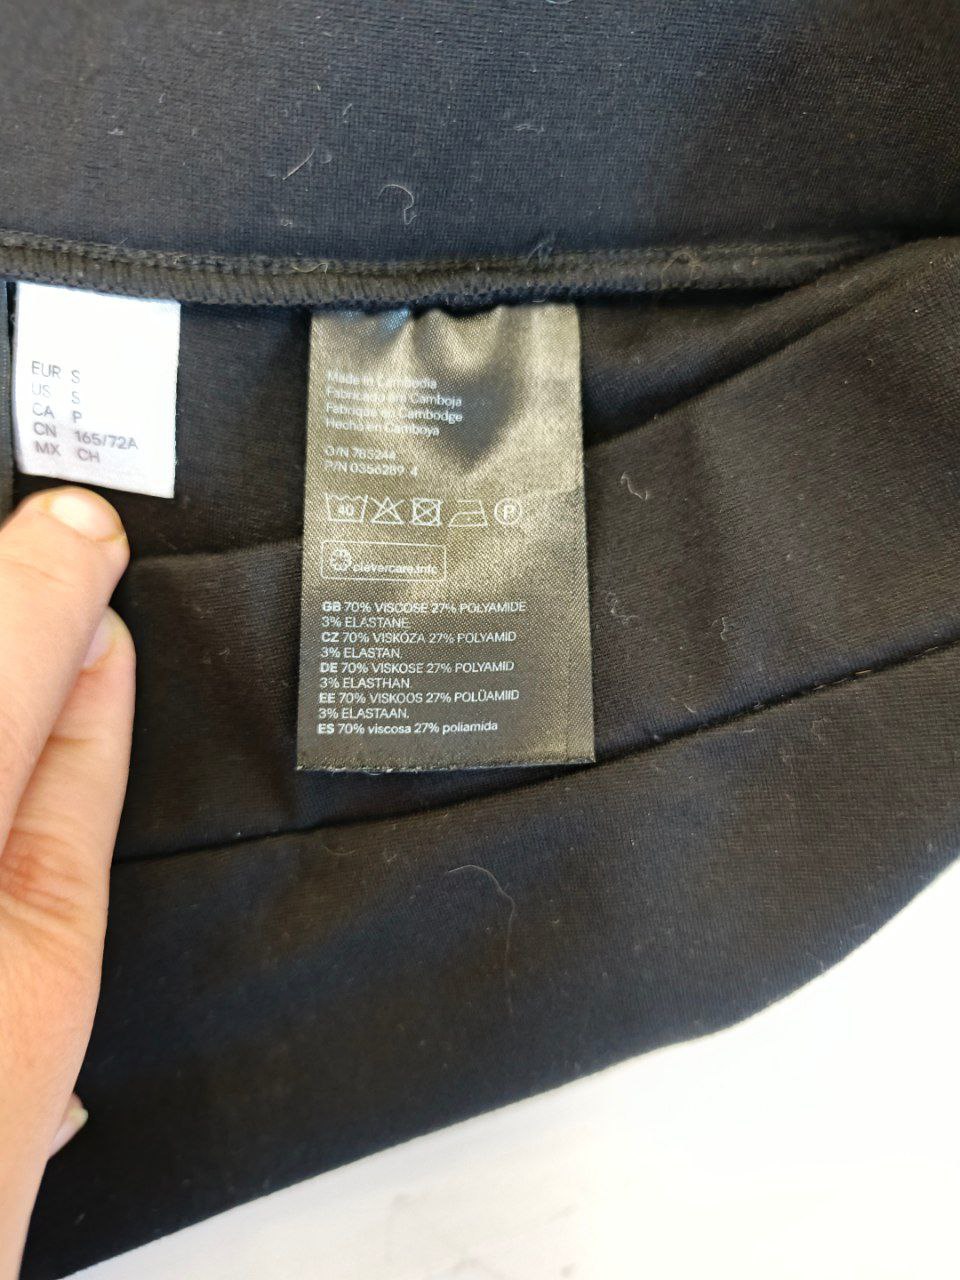 EUR S
US S
CA P
CN 165/72A
MX CH
Made in Cambodia
Fabricado em Camboja
Fabriqué en Cambodge
Hecho en Camboya
O/N 785244
P/N 0356289 4
40
P
clevercare.info
GB 70% VISCOSE 27% POLYAMIDE
3% ELASTANE.
CZ 70% VISKÓZA 27% POLYAMID
3% ELASTAN.
DE 70% VISKOSE 27% POLYAMID
3% ELASTHAN.
EE 70% VISKOOS 27% POLÜAMIID
3% ELASTAAN.
ES 70% viscosa 27% poliamida